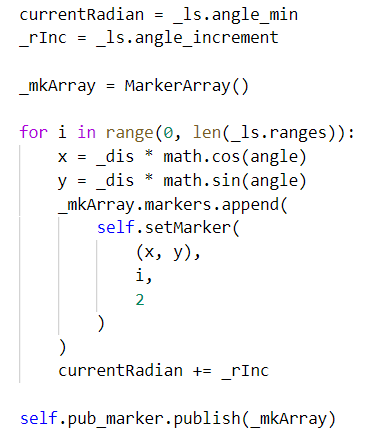 currentRadian = _ls.angle_min
_rInc = _ls.angle_increment

_mkArray = MarkerArray()

for i in range(0, len(_ls.ranges)):
    x = _dis * math.cos(angle)
    y = _dis * math.sin(angle)
    _mkArray.markers.append(
        self.setMarker(
            (x, y),
            i,
            2
        )
    )
    currentRadian += _rInc

self.pub_marker.publish(_mkArray)